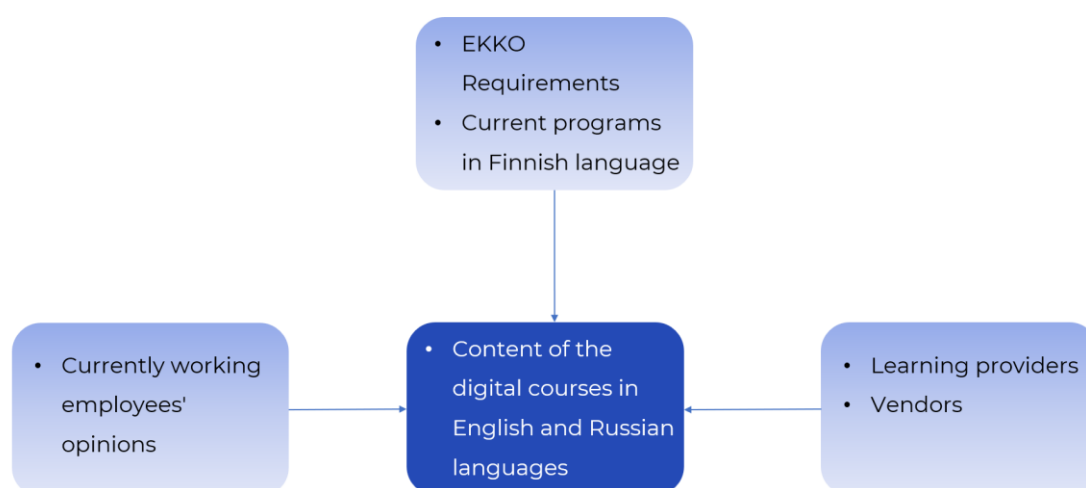 • EKKO
Requirements
• Current programs
in Finnish language
• Currently working
employees'
opinions
• Content of the
digital courses in
English and Russian
languages
• Learning providers
• Vendors